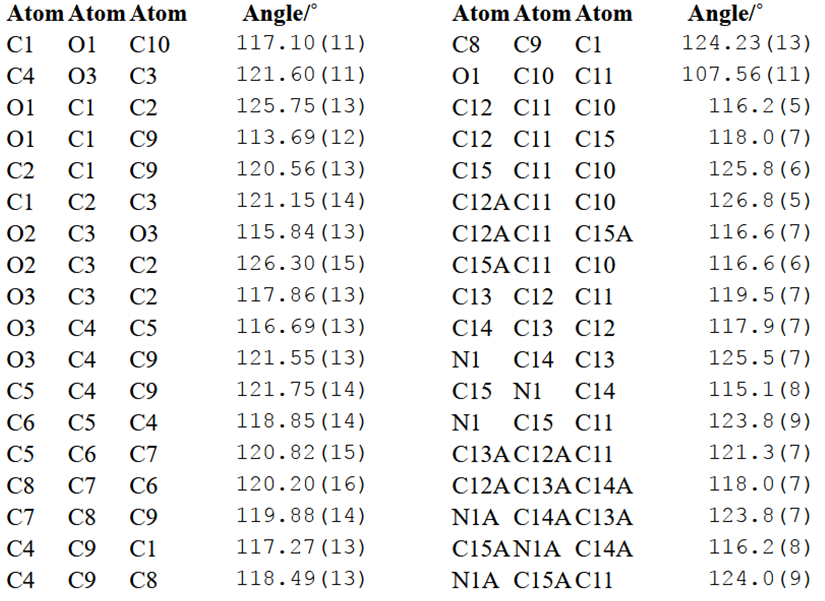 Atom Atom Atom Angle/° Atom Atom Atom Angle/°
C1 O1 C10 117.10(11) C8 C9 C1 124.23(13)
C4 O3 C3 121.60(11) O1 C10 C11 107.56(11)
O1 C1 C2 125.75(13) C12 C11 C10 116.2(5)
O1 C1 C9 113.69(12) C12 C11 C15 118.0(7)
C2 C1 C9 120.56(13) C15 C11 C10 125.8(6)
C1 C2 C3 121.15(14) C12A C11 C10 126.8(5)
O2 C3 O3 115.84(13) C12A C11 C15A 116.6(7)
O2 C3 C2 126.30(15) C15A C11 C10 116.6(6)
O3 C3 C2 117.86(13) C13 C12 C11 119.5(7)
O3 C4 C5 116.69(13) C14 C13 C12 117.9(7)
O3 C4 C9 121.55(13) N1 C14 C13 125.5(7)
C5 C4 C9 121.75(14) C15 N1 C14 115.1(8)
C6 C5 C4 118.85(14) N1 C15 C11 123.8(9)
C5 C6 C7 120.82(15) C13A C12A C11 121.3(7)
C8 C7 C6 120.20(16) C12A C13A C14A 118.0(7)
C7 C8 C9 119.88(14) N1A C14A C13A 123.8(7)
C4 C9 C1 117.27(13) C15A N1A C14A 116.2(8)
C4 C9 C8 118.49(13) N1A C15A C11 124.0(9)